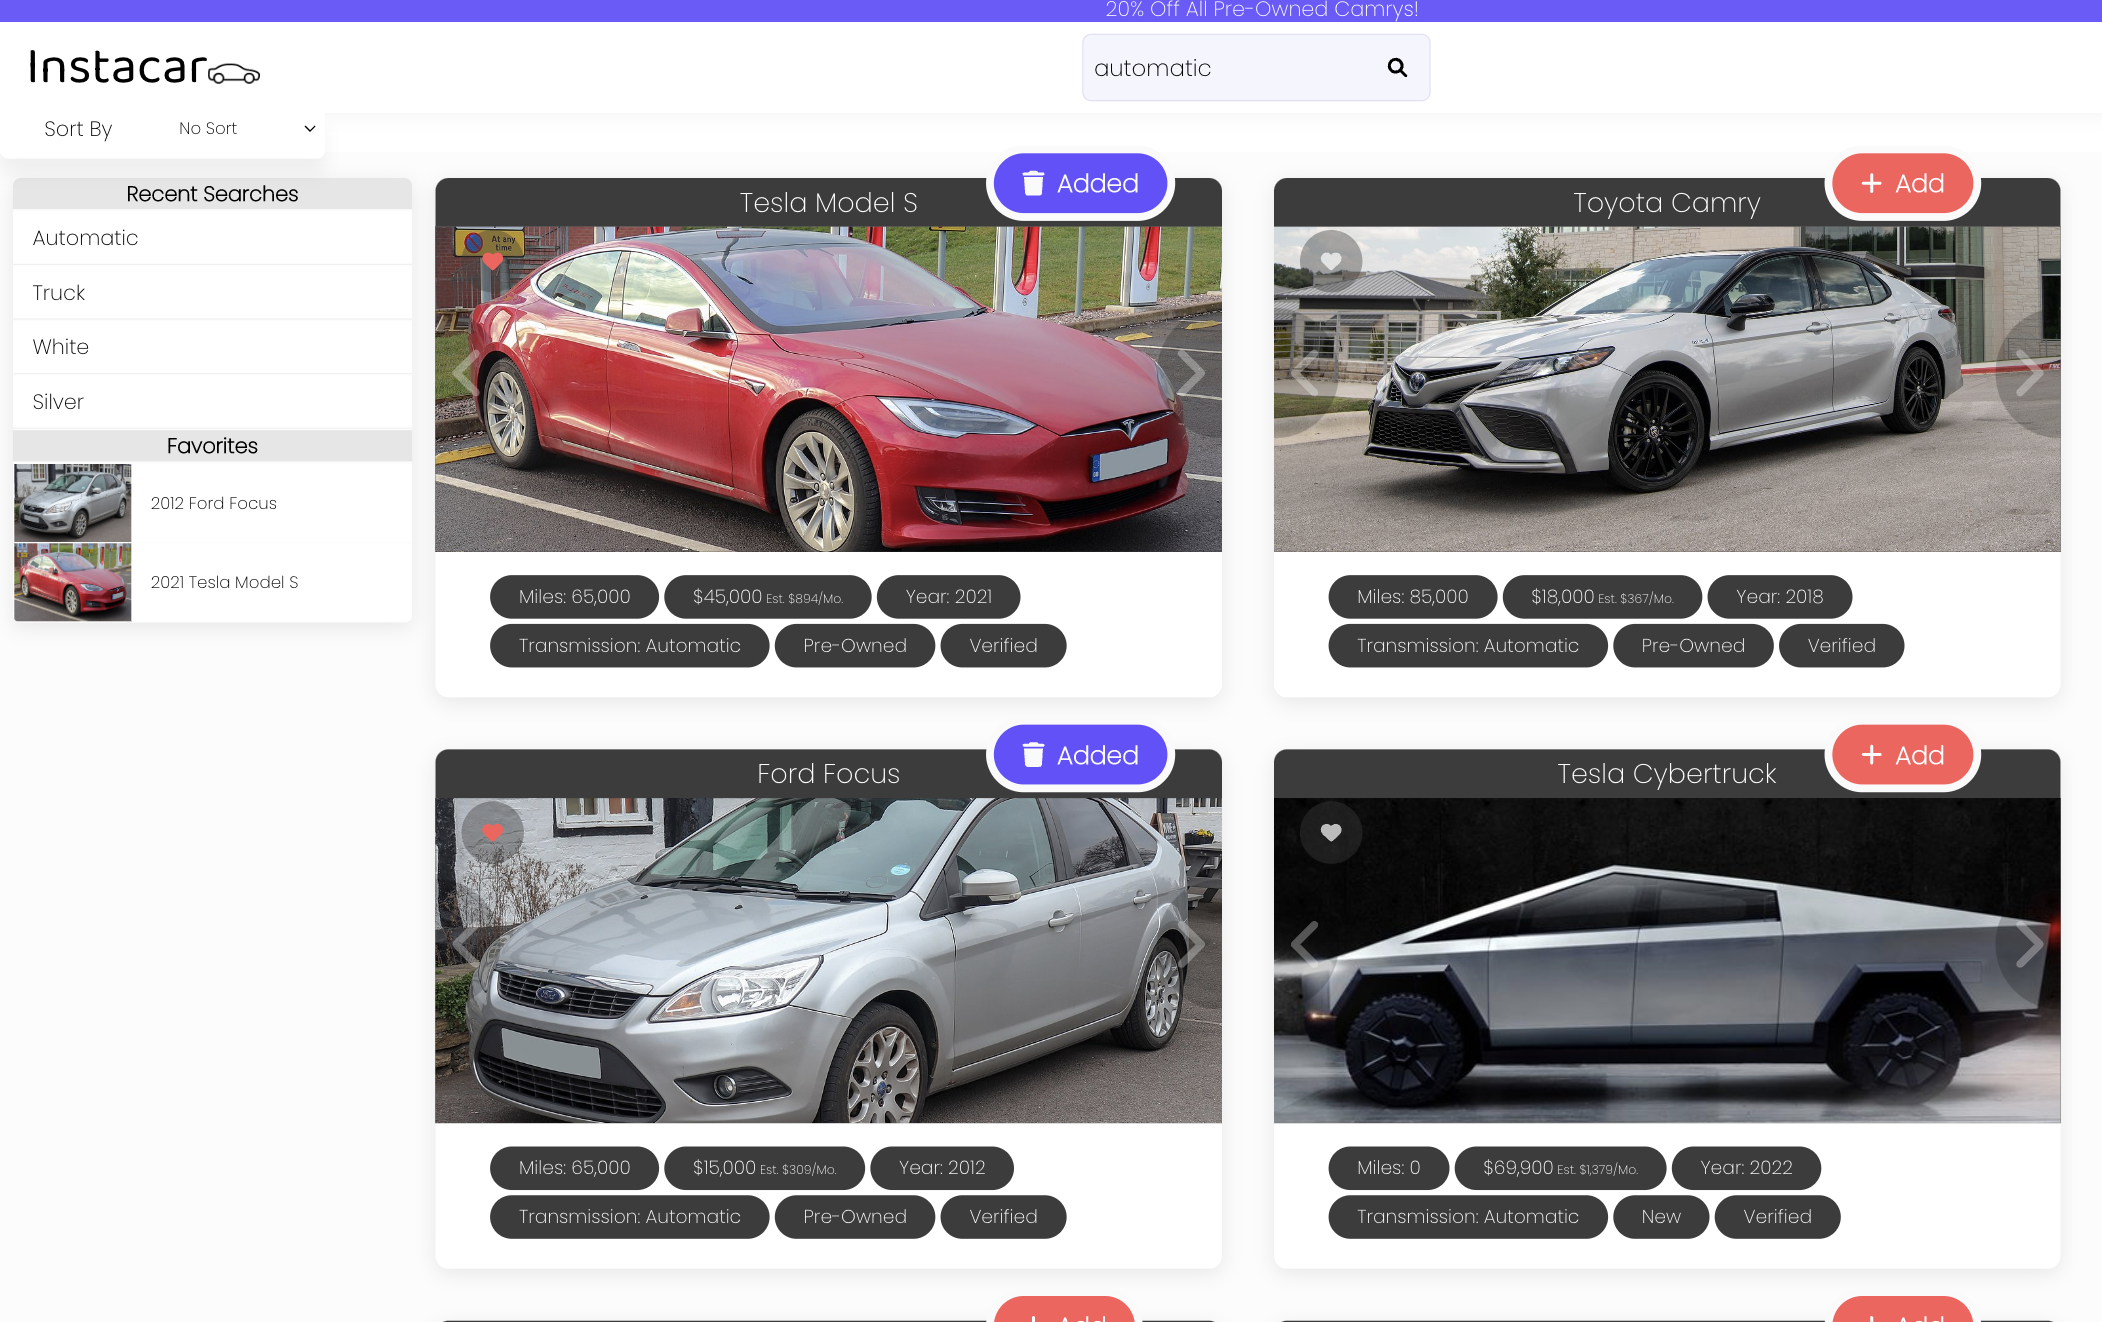 20% Off All Pre-Owned Camrys!
Instacar
automatic
Sort By No Sort
Recent Searches
Automatic
Truck
White
Silver
Favorites
2012 Ford Focus
2021 Tesla Model S
Tesla Model S
Added
At any
time
Miles: 65,000 $45,000 Est. $894/Mo. Year: 2021
Transmission: Automatic Pre-Owned Verified
Toyota Camry
Add
Miles: 85,000 $18,000 Est. $367/Mo. Year: 2018
Transmission: Automatic Pre-Owned Verified
Ford Focus
Added
Miles: 65,000 $15,000 Est. $309/Mo. Year: 2012
Transmission: Automatic Pre-Owned Verified
Tesla Cybertruck
Add
Miles: 0 $69,900 Est. $1,379/Mo. Year: 2022
Transmission: Automatic New Verified
Add
Add